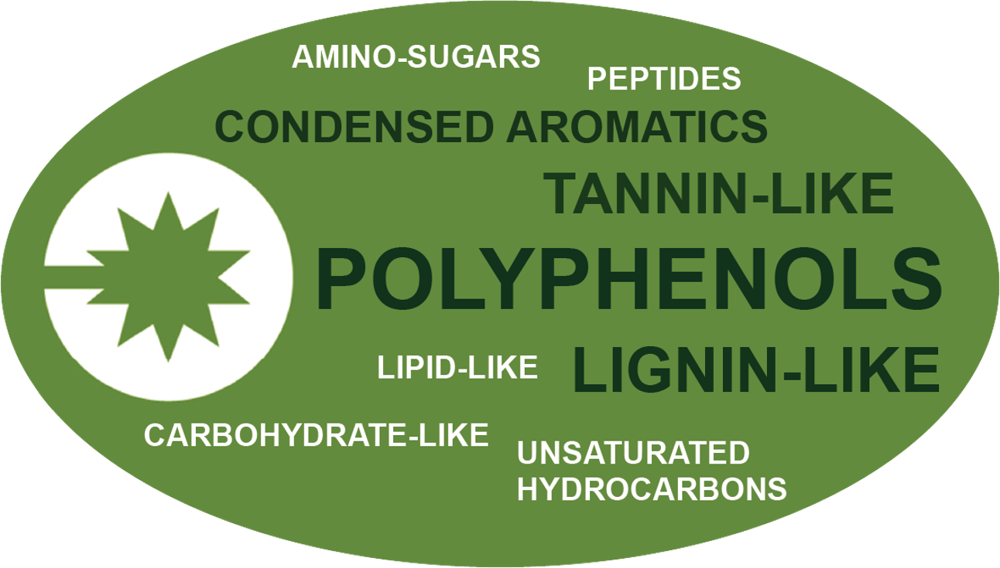 AMINO-SUGARS
PEPTIDES
CONDENSED AROMATICS
TANNIN-LIKE
POLYPHENOLS
LIPID-LIKE
LIGNIN-LIKE
CARBOHYDRATE-LIKE
UNSATURATED
HYDROCARBONS